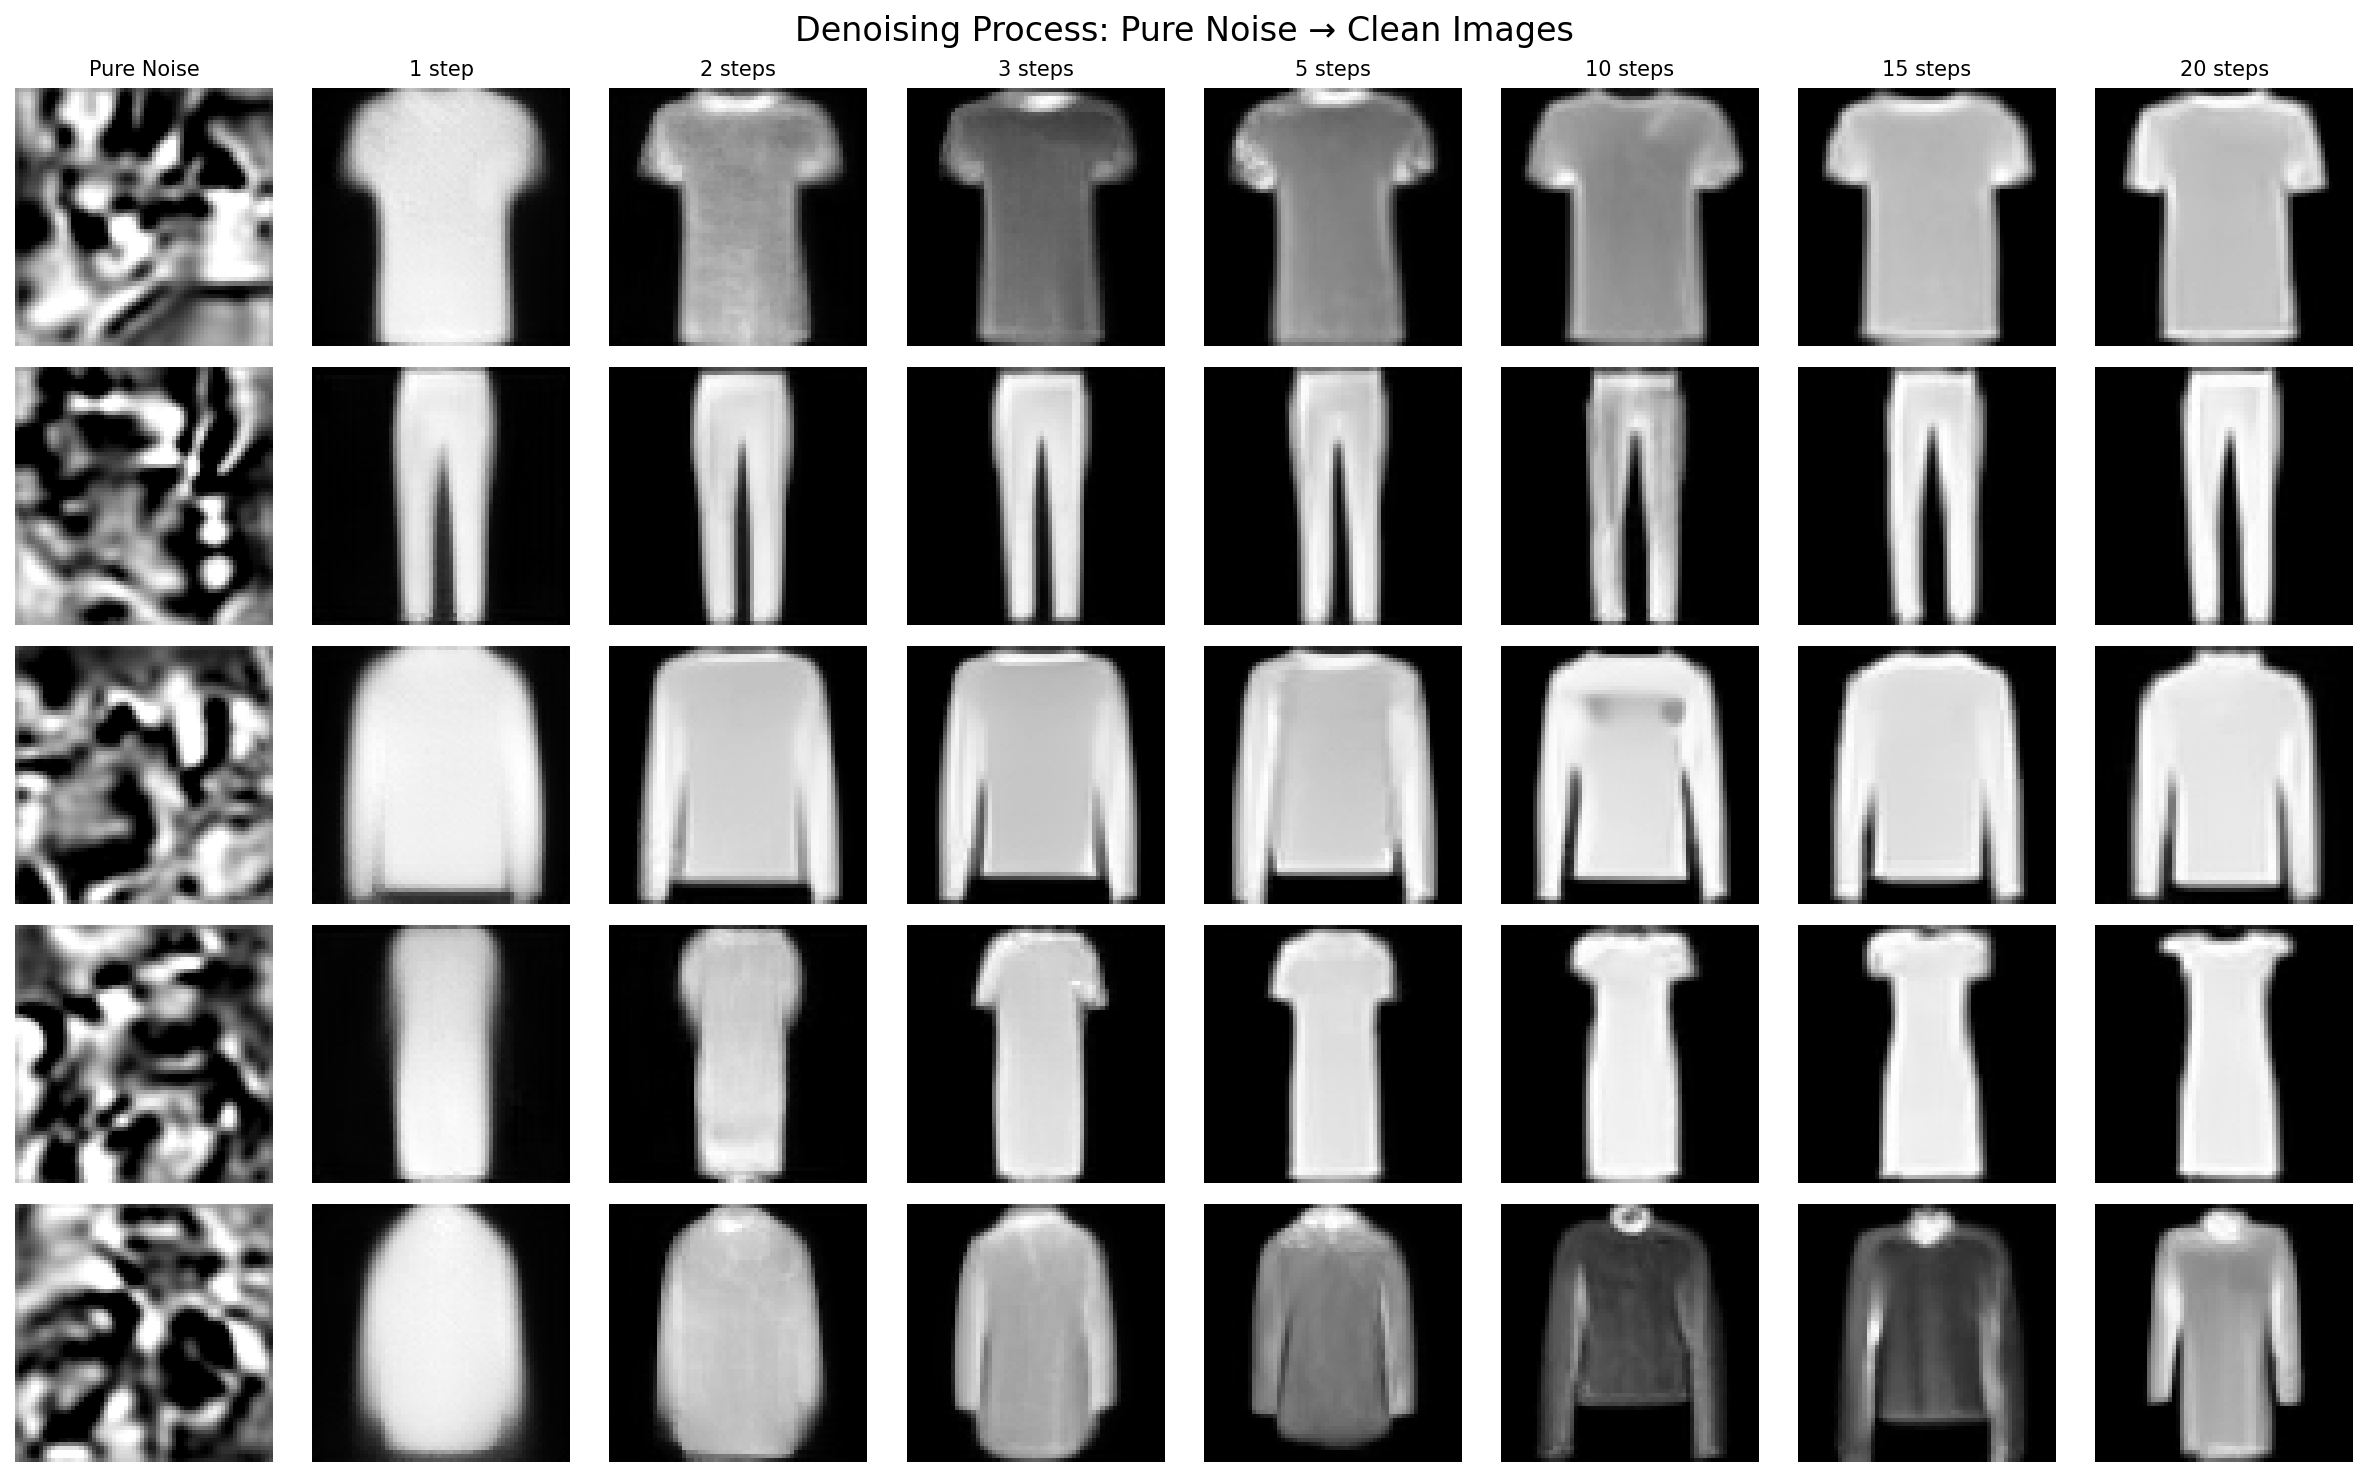 Denoising Process: Pure Noise → Clean Images
Pure Noise 1 step 2 steps 3 steps 5 steps 10 steps 15 steps 20 steps